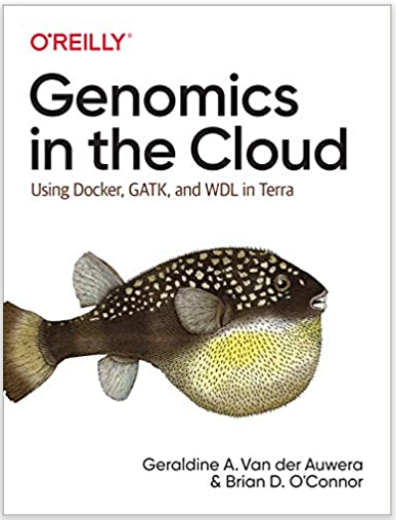 O'REILLY®
Genomics
in the Cloud
Using Docker, GATK, and WDL in Terra
Geraldine A. Van der Auwera
& Brian D. O'Connor